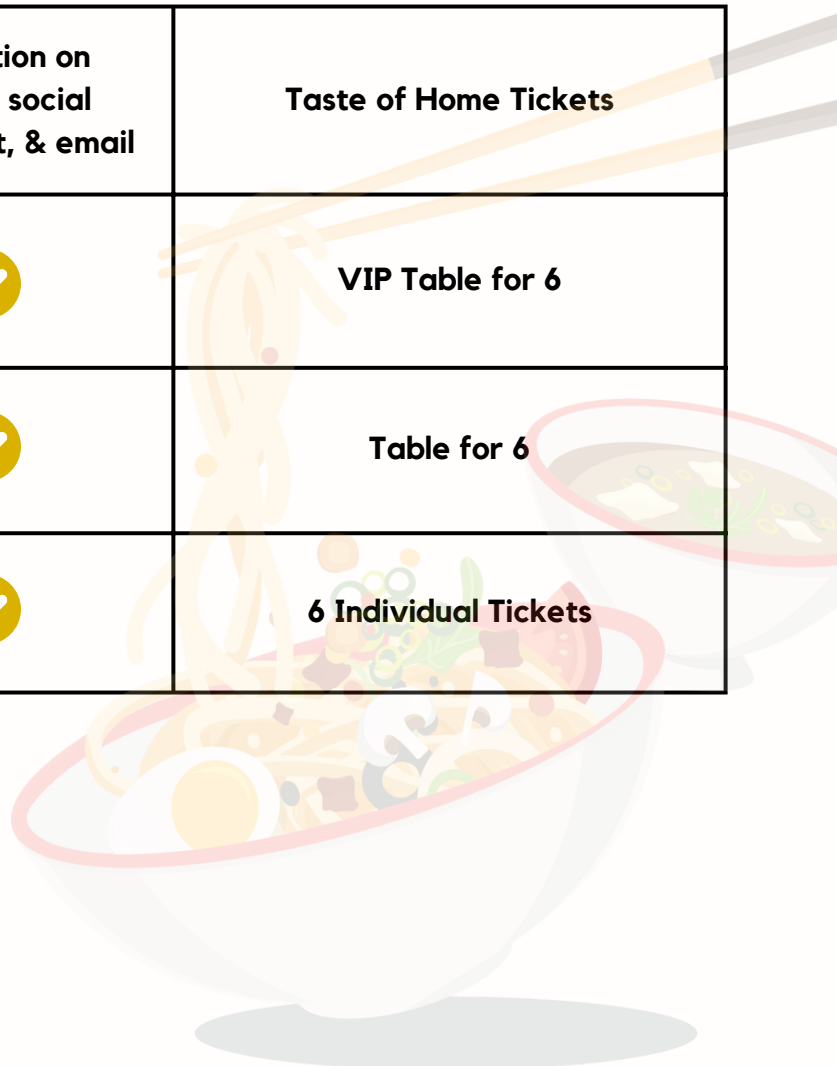 tion on
social
t, & email
Taste of Home Tickets
VIP Table for 6
Table for 6
6 Individual Tickets